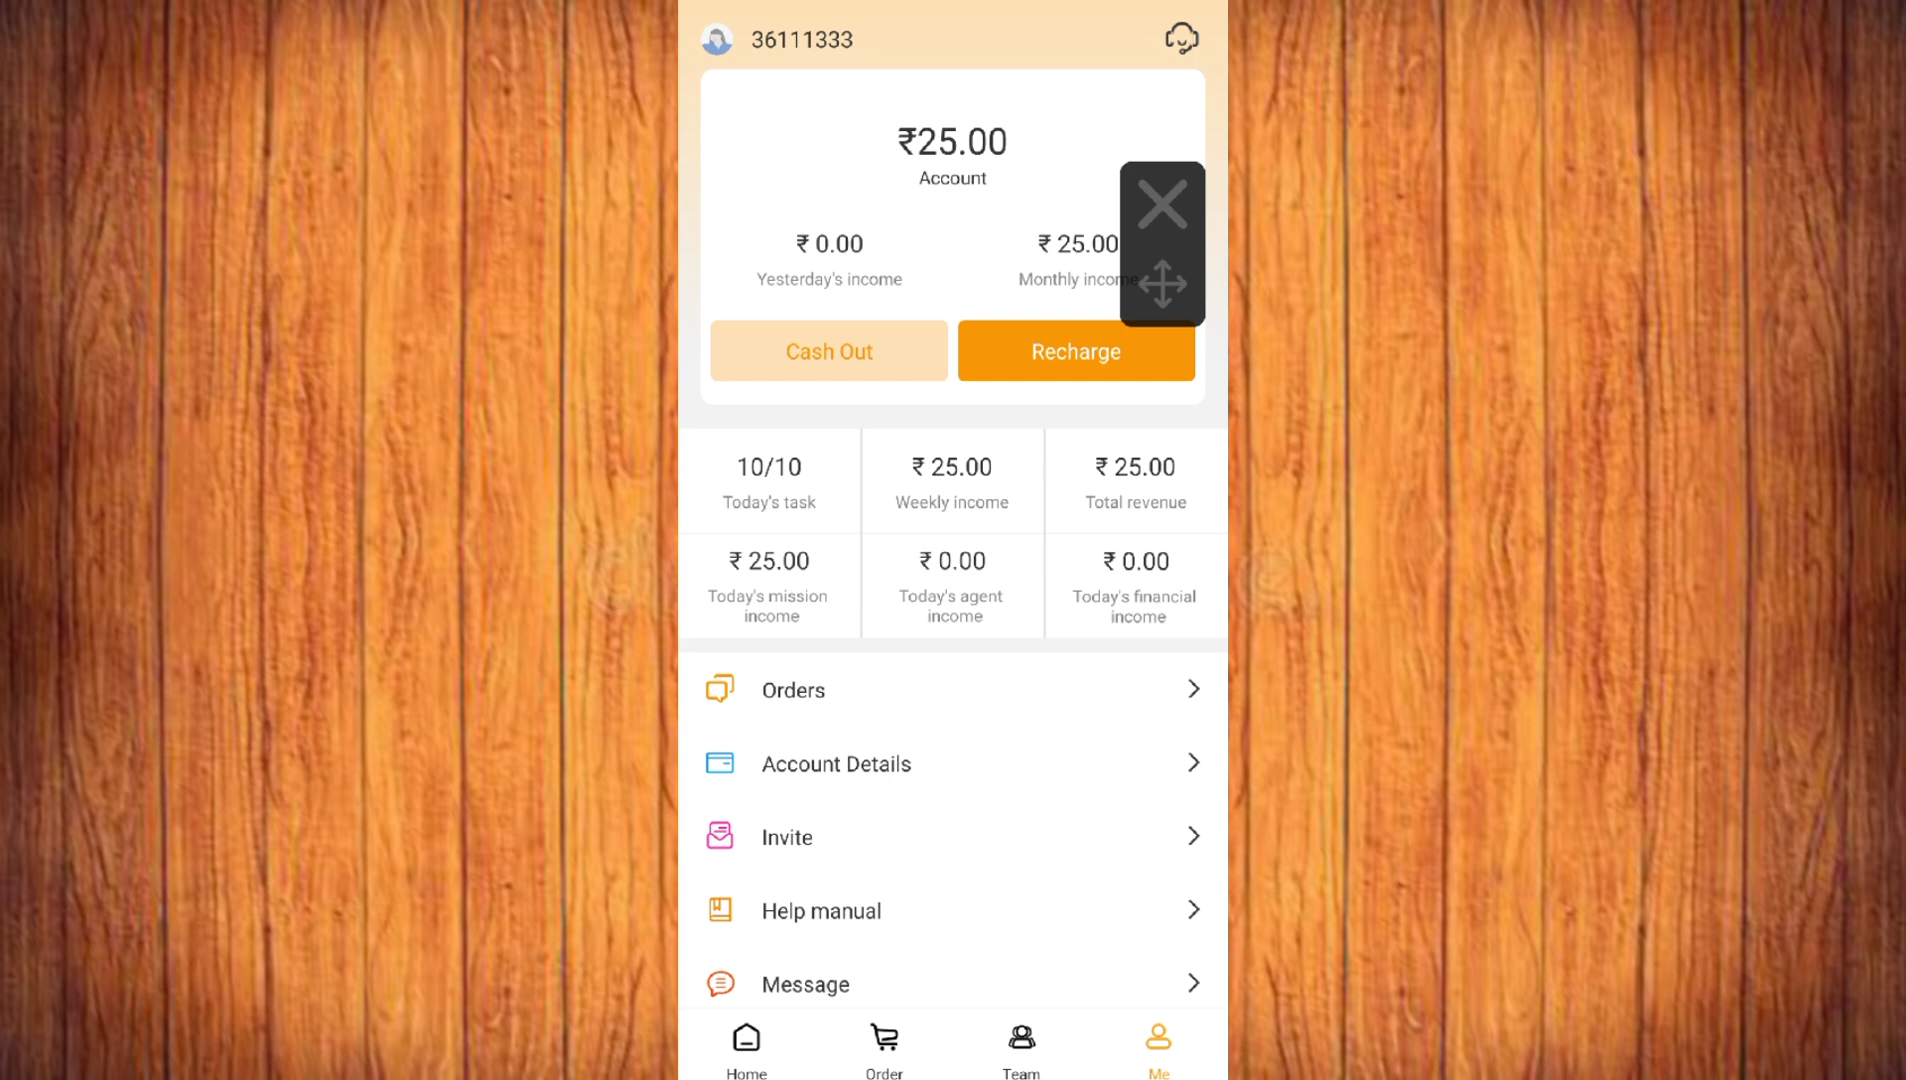 36111333
₹25.00
Account
₹ 0.00
₹ 25.00
Yesterday's income
Monthly income
Cash Out
Recharge
10/10
₹ 25.00
₹ 25.00
Today's task
Weekly income
Total revenue
₹ 25.00
₹ 0.00
₹ 0.00
Today's mission
income
Today's agent
income
Today's financial
income
Orders
Account Details
Invite
Help manual
Message
Home
Order
Team
Me